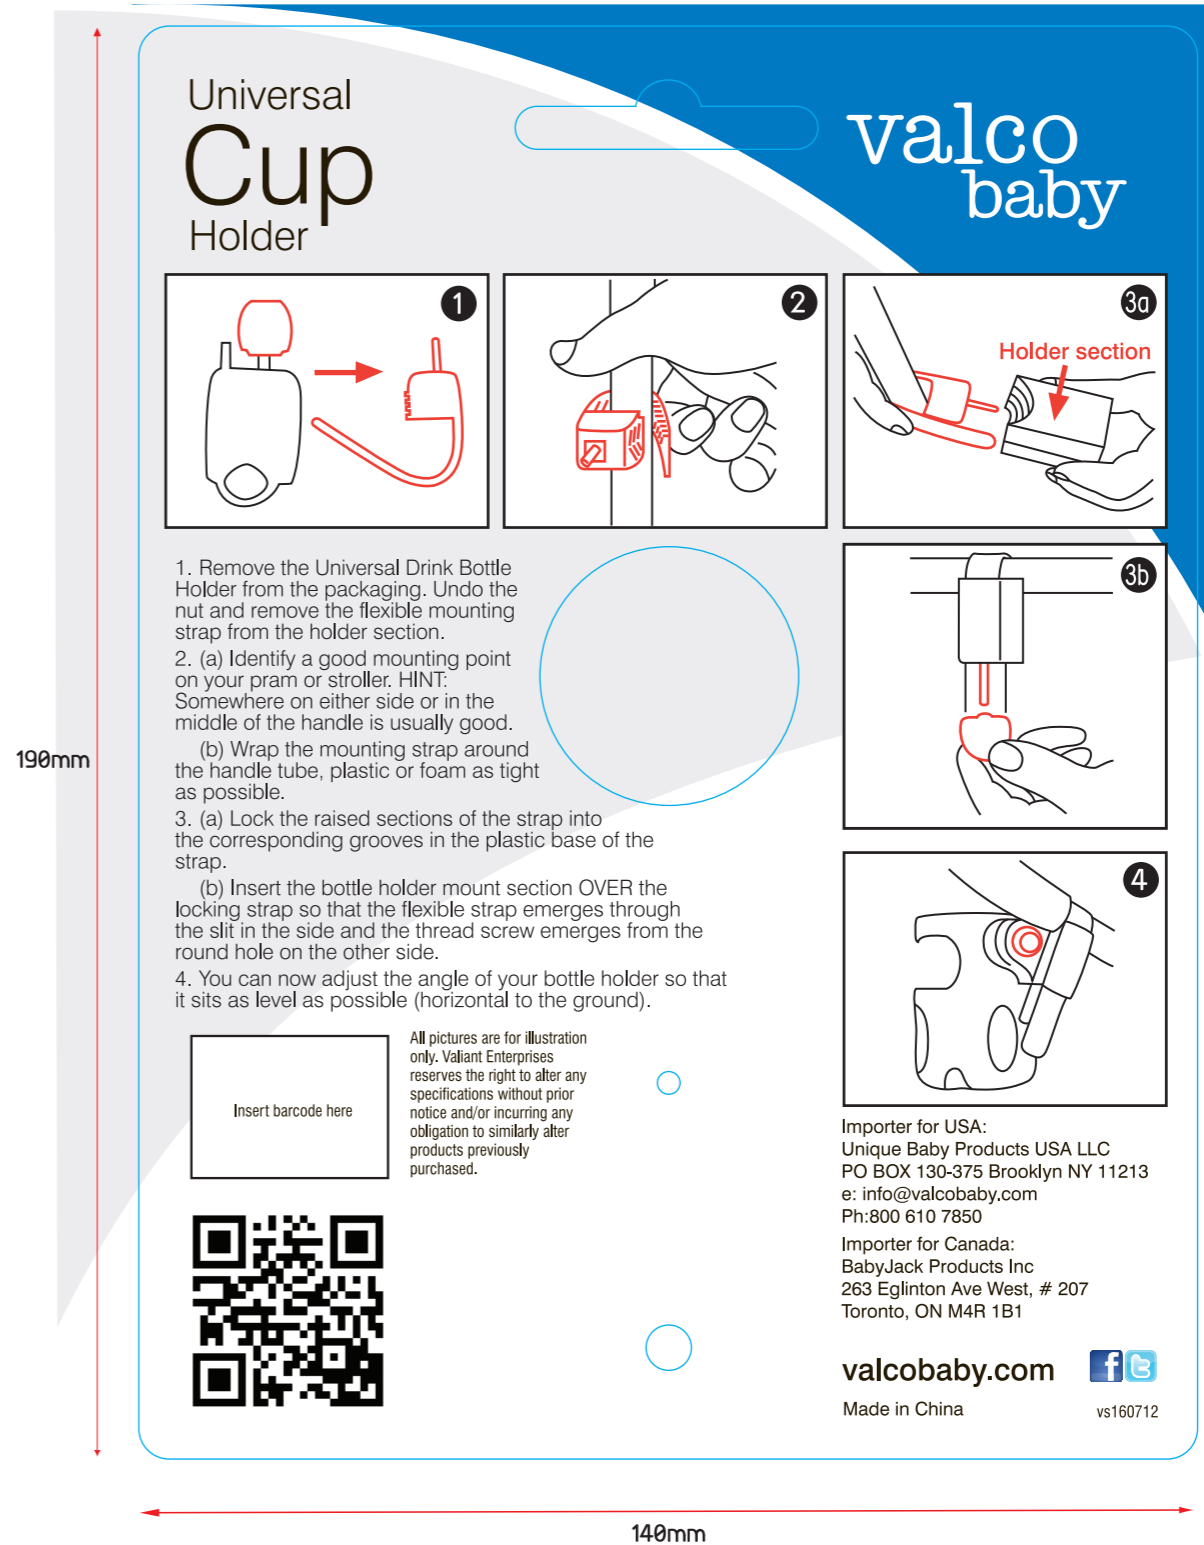 Universal
Cup
Holder
valco
baby
1
2
3a
Holder section
3b
4
1. Remove the Universal Drink Bottle
Holder from the packaging. Undo the
nut and remove the flexible mounting
strap from the holder section.
2. (a) Identify a good mounting point
on your pram or stroller. HINT:
Somewhere on either side or in the
middle of the handle is usually good.
(b) Wrap the mounting strap around
the handle tube, plastic or foam as tight
as possible.
3. (a) Lock the raised sections of the strap into
the corresponding grooves in the plastic base of the
strap.
(b) Insert the bottle holder mount section OVER the
locking strap so that the flexible strap emerges through
the slit in the side and the thread screw emerges from the
round hole on the other side.
4. You can now adjust the angle of your bottle holder so that
it sits as level as possible (horizontal to the ground).
190mm
Insert barcode here
All pictures are for illustration
only. Valiant Enterprises
reserves the right to alter any
specifications without prior
notice and/or incurring any
obligation to similarly alter
products previously
purchased.
Importer for USA:
Unique Baby Products USA LLC
PO BOX 130-375 Brooklyn NY 11213
e: info@valcobaby.com
Ph:800 610 7850
Importer for Canada:
BabyJack Products Inc
263 Eglinton Ave West, # 207
Toronto, ON M4R 1B1
valcobaby.com
f t
Made in China
vs160712
140mm